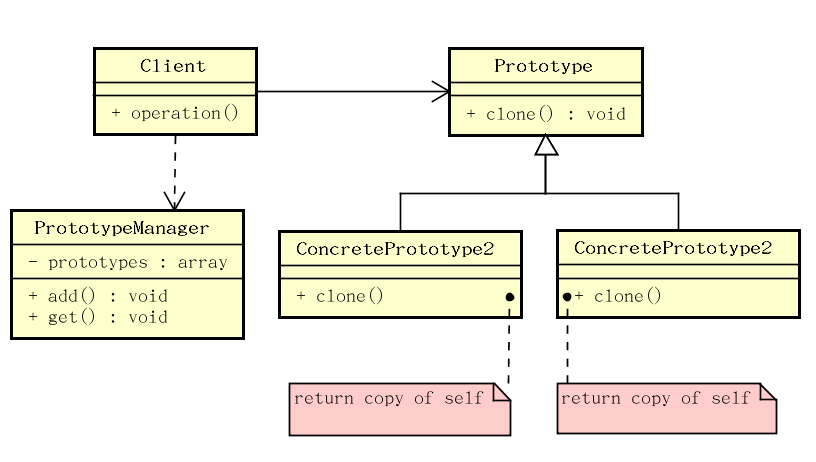 Client
+ operation()
Prototype
+ clone() : void
PrototypeManager
- prototypes : array
+ add() : void
+ get() : void
ConcretePrototype2
+ clone()
ConcretePrototype2
+ clone()
return copy of self
return copy of self